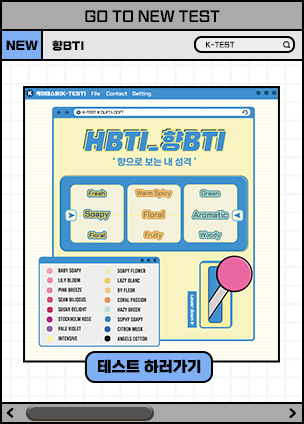 GO TO NEW TEST
NEW 향BTI K-TEST
K 케이테스트(K-TEST) File Contact Setting
K-TEST X DUFT& DOFT
HBTI_향BTI
‘ 향으로 보는 내 성격 ’
Fresh Warm Spicy Green
Soapy Floral Aromatic
Floral Fruity Woody
BABY SOAPY SOAPY FLOWER
LILY BLOOM LAZY BLANC
PINK BREEZE BY FLEUR
SCAN DILICIOUS CORAL PASSION
SUGAR DELIGHT HAZY GREEN
STOCKHOLM ROSE SOPHY SOAPY
PALE VIOLET CITRON MUSK
INTENSIVE ANGELS COTTON
Lever down
테스트 하러가기